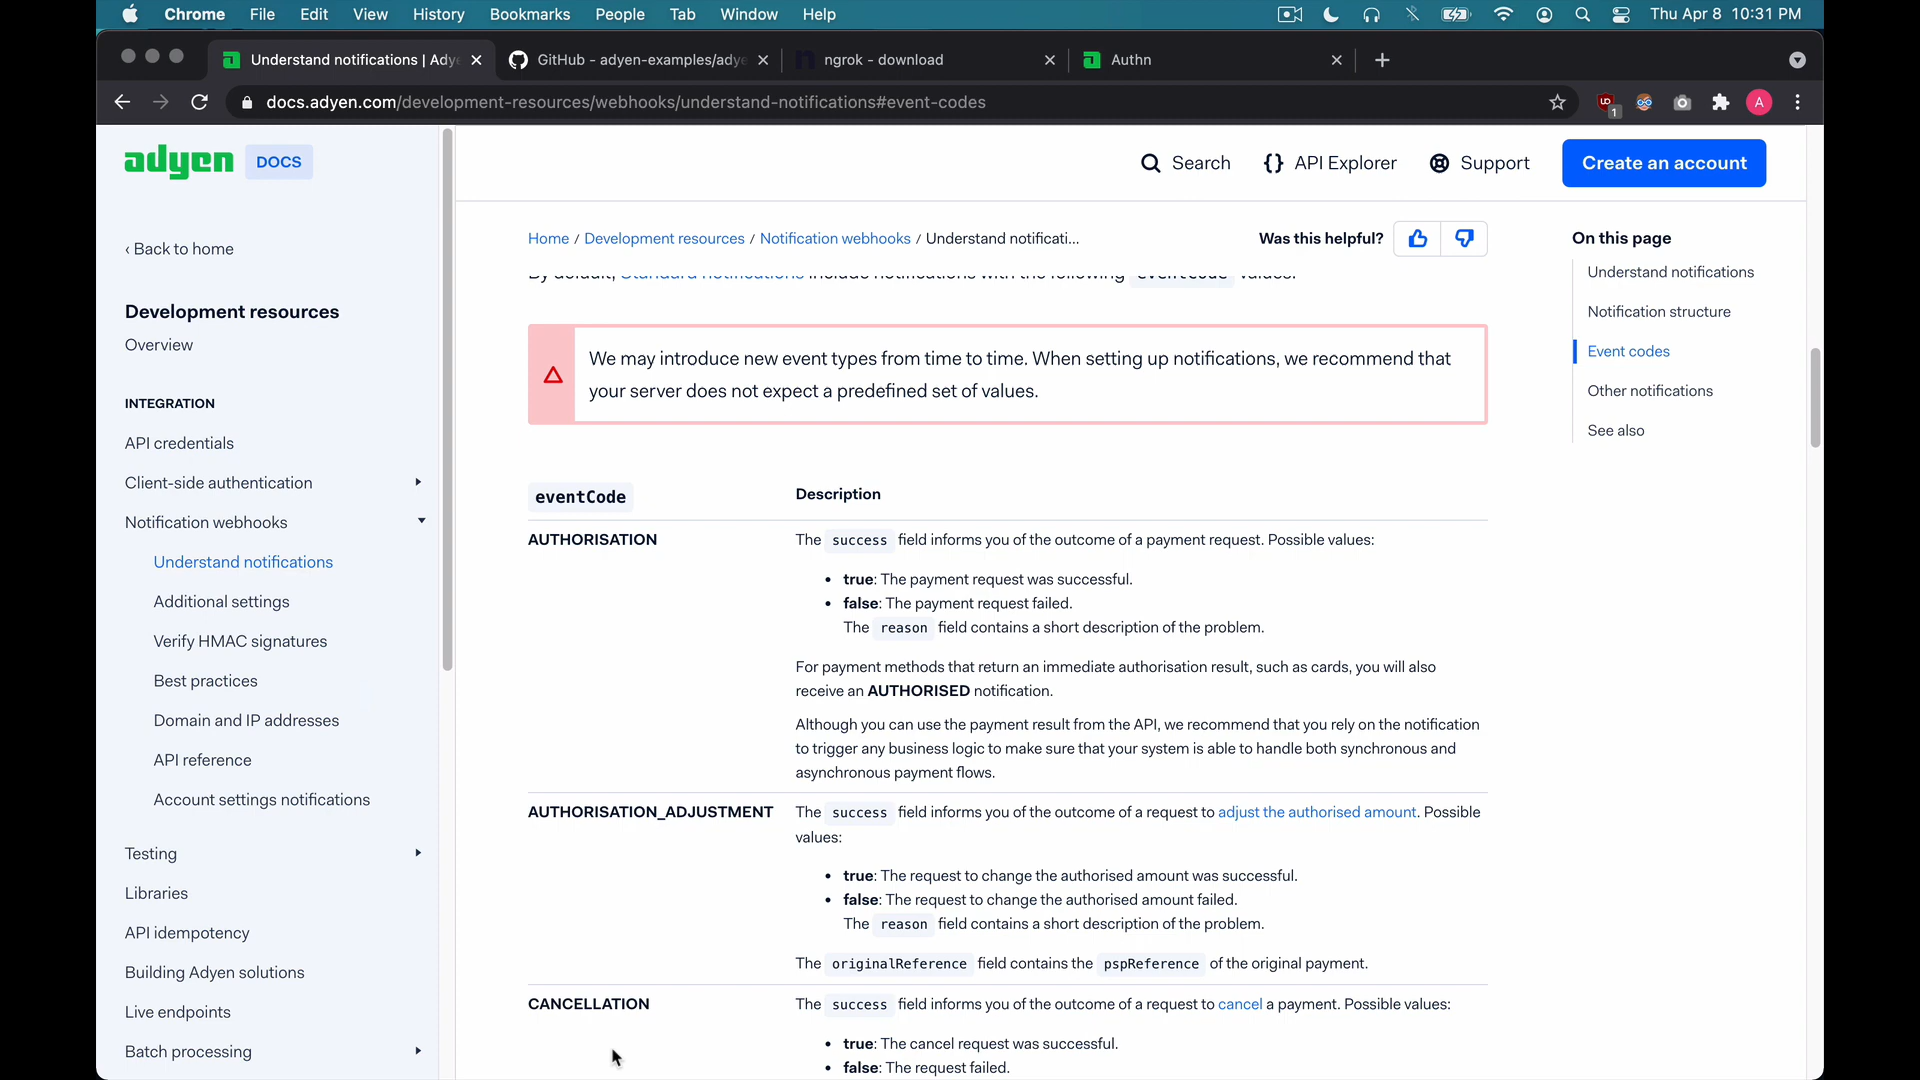 Chrome File Edit View History Bookmarks People Tab Window Help Thu Apr 8 10:31 PM
Understand notifications | Adye
GitHub - adyen-examples/adye
ngrok - download
Authn
docs.adyen.com/development-resources/webhooks/understand-notifications#event-codes
1
A
adyen DOCS
Search
{} API Explorer
Support
Create an account
‹ Back to home
Development resources
Overview
INTEGRATION
API credentials
Client-side authentication
Notification webhooks
Understand notifications
Additional settings
Verify HMAC signatures
Best practices
Domain and IP addresses
API reference
Account settings notifications
Testing
Libraries
API idempotency
Building Adyen solutions
Live endpoints
Batch processing
Home / Development resources / Notification webhooks / Understand notificati...
Was this helpful?
By default, Standard notifications include notifications with the following eventCode values:
We may introduce new event types from time to time. When setting up notifications, we recommend that
your server does not expect a predefined set of values.
eventCode Description
AUTHORISATION The success field informs you of the outcome of a payment request. Possible values:
• true: The payment request was successful.
• false: The payment request failed.
The reason field contains a short description of the problem.
For payment methods that return an immediate authorisation result, such as cards, you will also
receive an AUTHORISED notification.
Although you can use the payment result from the API, we recommend that you rely on the notification
to trigger any business logic to make sure that your system is able to handle both synchronous and
asynchronous payment flows.
AUTHORISATION_ADJUSTMENT The success field informs you of the outcome of a request to adjust the authorised amount. Possible
values:
• true: The request to change the authorised amount was successful.
• false: The request to change the authorised amount failed.
The reason field contains a short description of the problem.
The originalReference field contains the pspReference of the original payment.
CANCELLATION The success field informs you of the outcome of a request to cancel a payment. Possible values:
• true: The cancel request was successful.
• false: The request failed.
On this page
Understand notifications
Notification structure
Event codes
Other notifications
See also